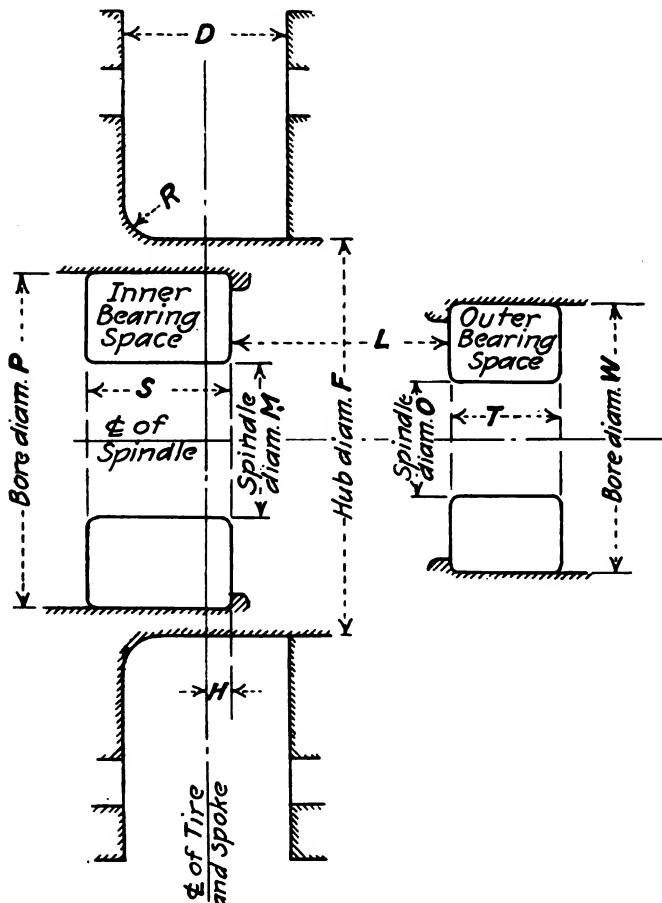 D
R
Inner
Bearing
Space
Outer
Bearing
Space
L
S
T
Bore diam. P
℄ of
Spindle
Spindle
diam. M
Hub diam. F
Spindle
diam. O
Bore diam. W
H
℄ of Tire
and Spoke